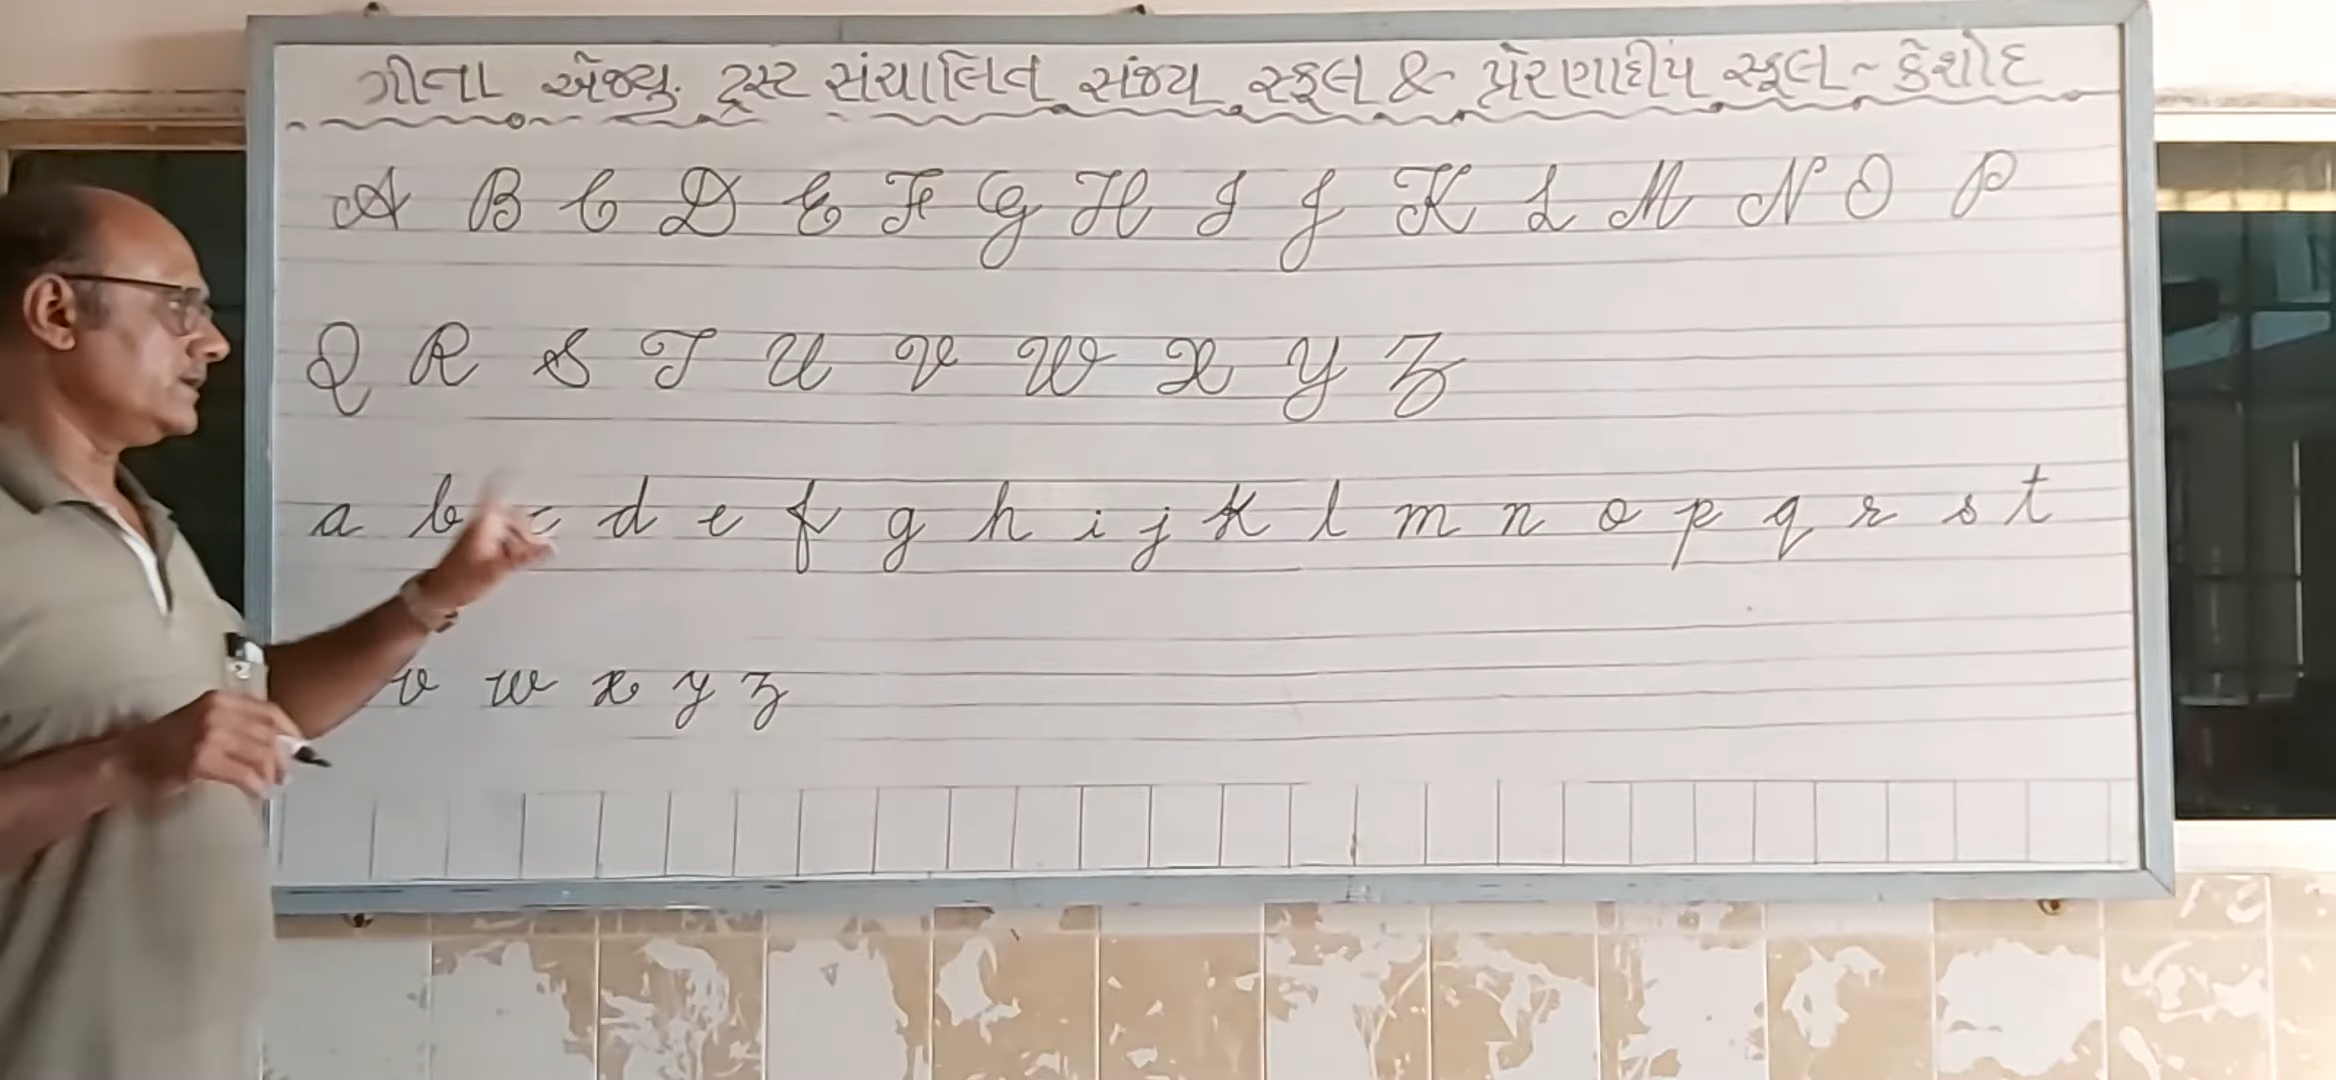 ગીતા એજ્યુ. ટ્રસ્ટ સંચાલિત સંજય સ્કૂલ & પ્રેરણાદીપ સ્કૂલ - કેશોદ
A B C D E F G H I J K L M N O P
Q R S T U V W X Y Z
a b c d e f g h i j k l m n o p q r s t
v w x y z